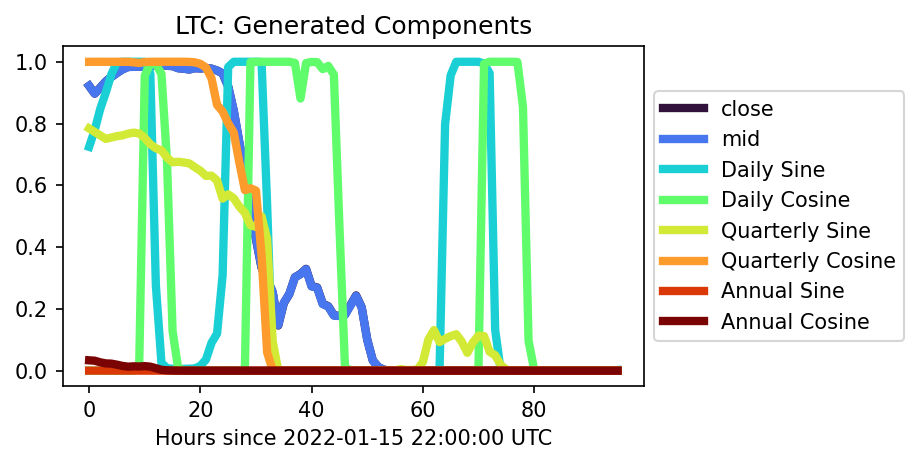 LTC: Generated Components
1.0
0.8
0.6
0.4
0.2
0.0
0 20 40 60 80
Hours since 2022-01-15 22:00:00 UTC
close
mid
Daily Sine
Daily Cosine
Quarterly Sine
Quarterly Cosine
Annual Sine
Annual Cosine